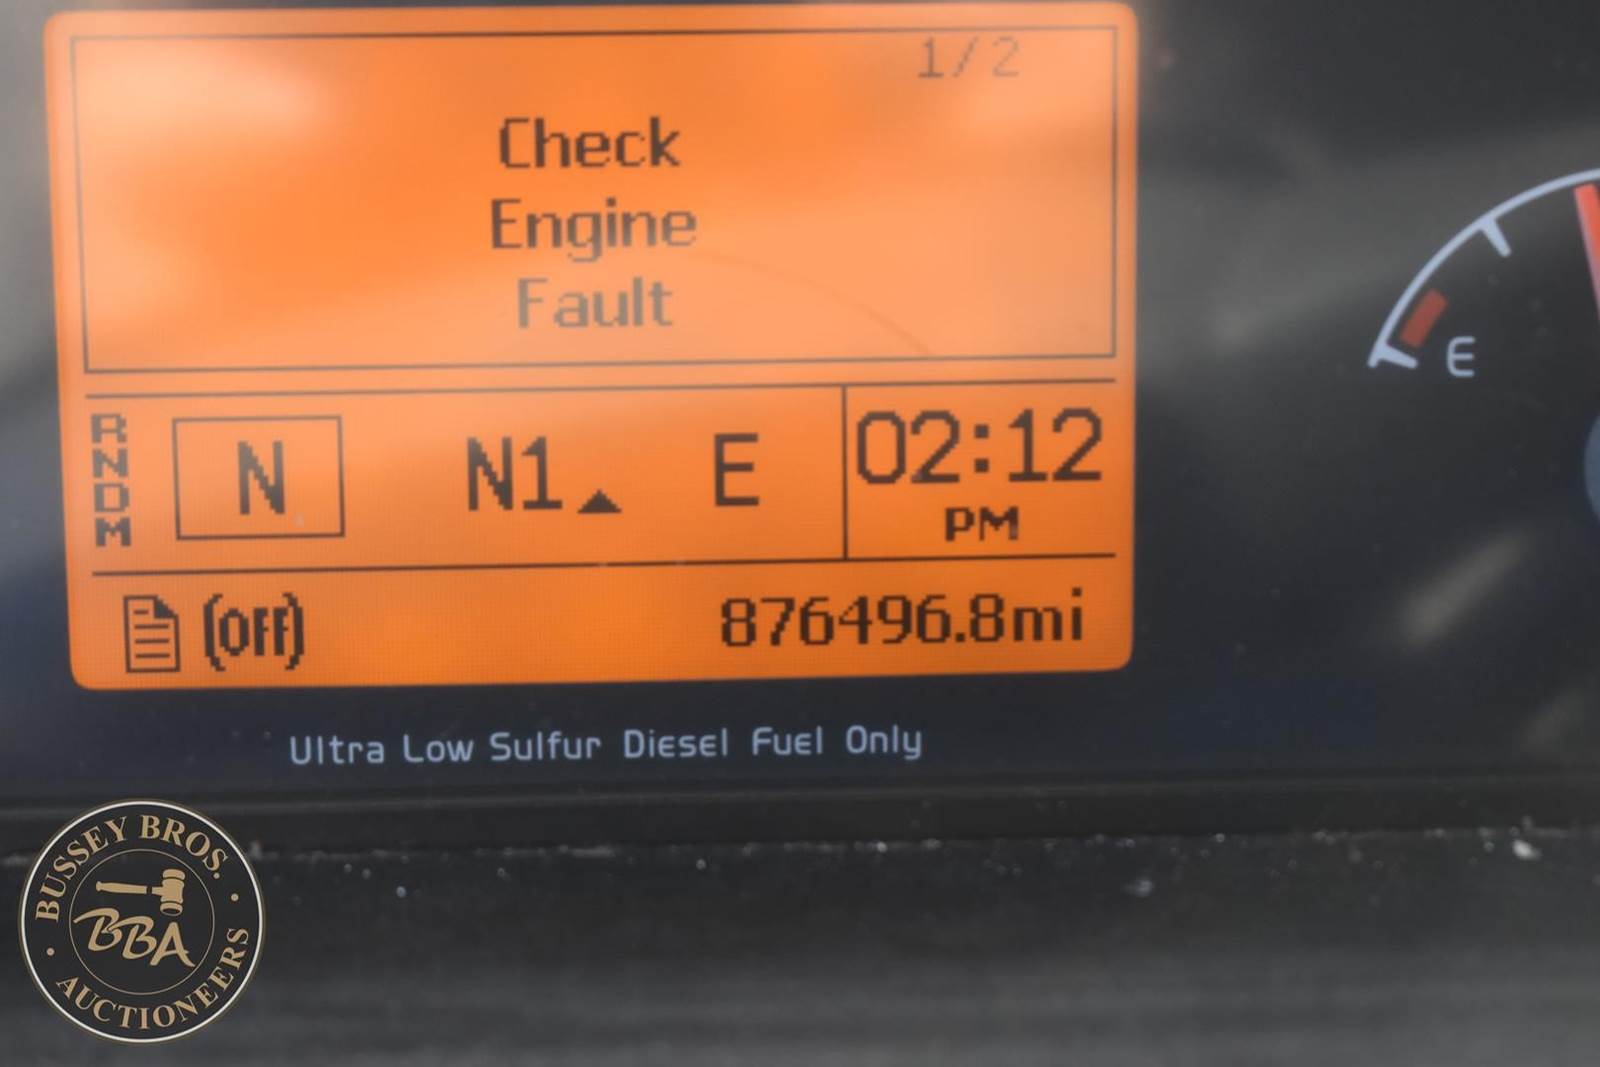 1/2
Check
Engine
Fault
RNDM
N N1 E
02:12
PM
(Off)
876496.8mi
E
Ultra Low Sulfur Diesel Fuel Only
BUSSEY BROS.
BBA
AUCTIONEERS